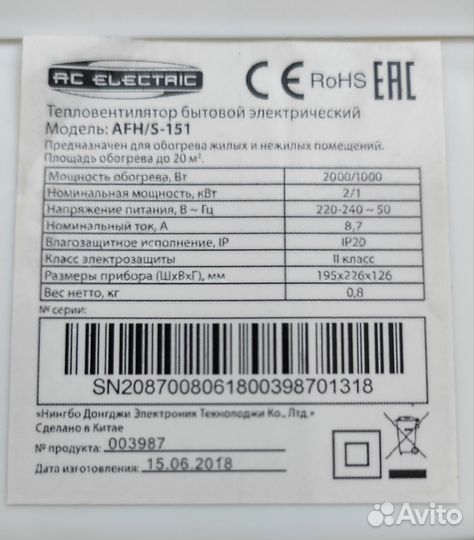 AC ELECTRIC
CE RoHS EAC
Тепловентилятор бытовой электрический
Модель: AFH/S-151
Предназначен для обогрева жилых и нежилых помещений.
Площадь обогрева до 20 м².
Мощность обогрева, Вт 2000/1000
Номинальная мощность, кВт 2/1
Напряжение питания, В ~ Гц 220-240 ~ 50
Номинальный ток, А 8,7
Влагозащитное исполнение, IP IP20
Класс электрозащиты II класс
Размеры прибора (ШхВхГ), мм 195x226x126
Вес нетто, кг 0,8
№ серии:
SN2087008061800398701318
«Нингбо Донгджи Электроник Текнолоджи Ко., Лтд.»
Сделано в Китае
№ продукта: 003987
Дата изготовления: 15.06.2018
Avito